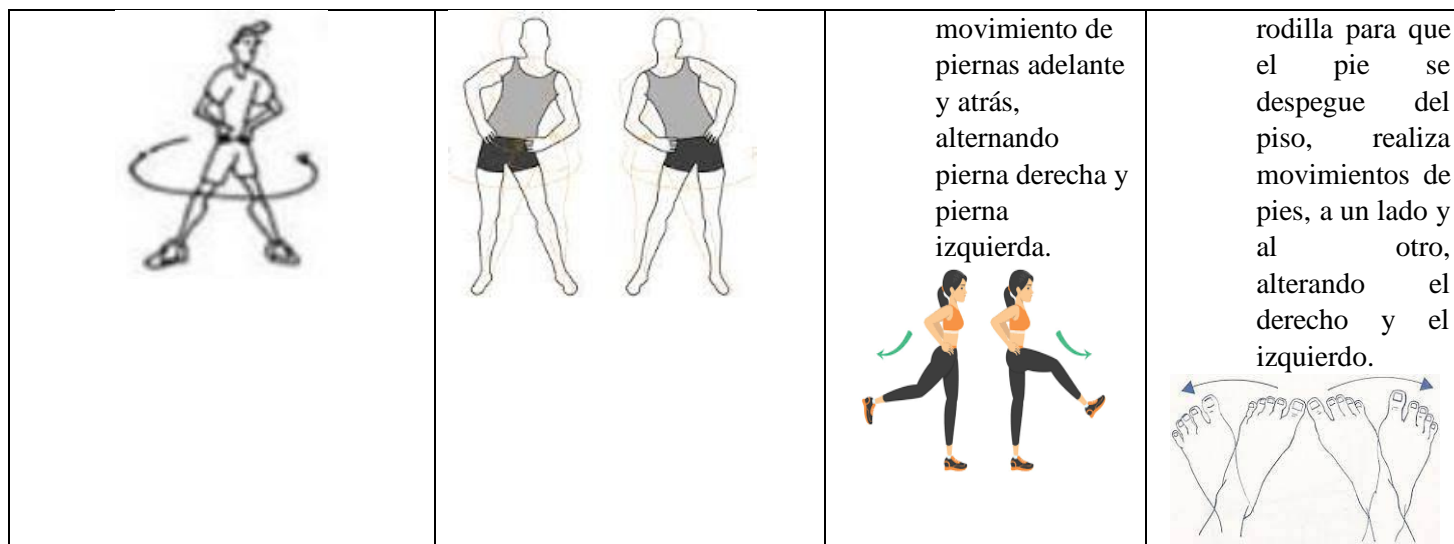 movimiento de
piernas adelante
y atrás,
alternando
pierna derecha y
pierna
izquierda.
rodilla para que
el pie se
despegue del
piso, realiza
movimientos de
pies, a un lado y
al otro,
alterando el
derecho y el
izquierdo.